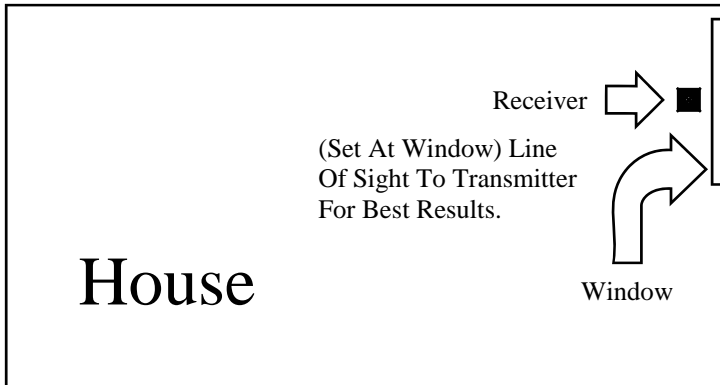 Receiver
(Set At Window) Line
Of Sight To Transmitter
For Best Results.
House
Window